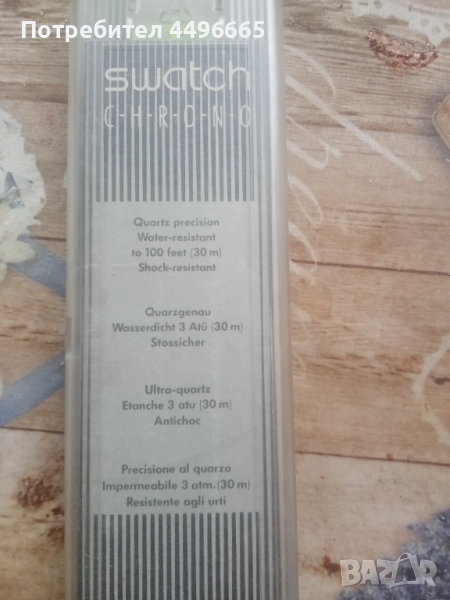 Потребител 4496665
swatch
C-H-R-O-N-O
Quartz precision
Water-resistant
to 100 feet (30 m)
Shock-resistant
Quarzgenau
Wasserdicht 3 Atü (30 m)
Stossicher
Ultra-quartz
Etanche 3 atu (30 m)
Antichoc
Precisione al quarzo
Impermeabile 3 atm. (30 m)
Resistente agli urti
BAZAR